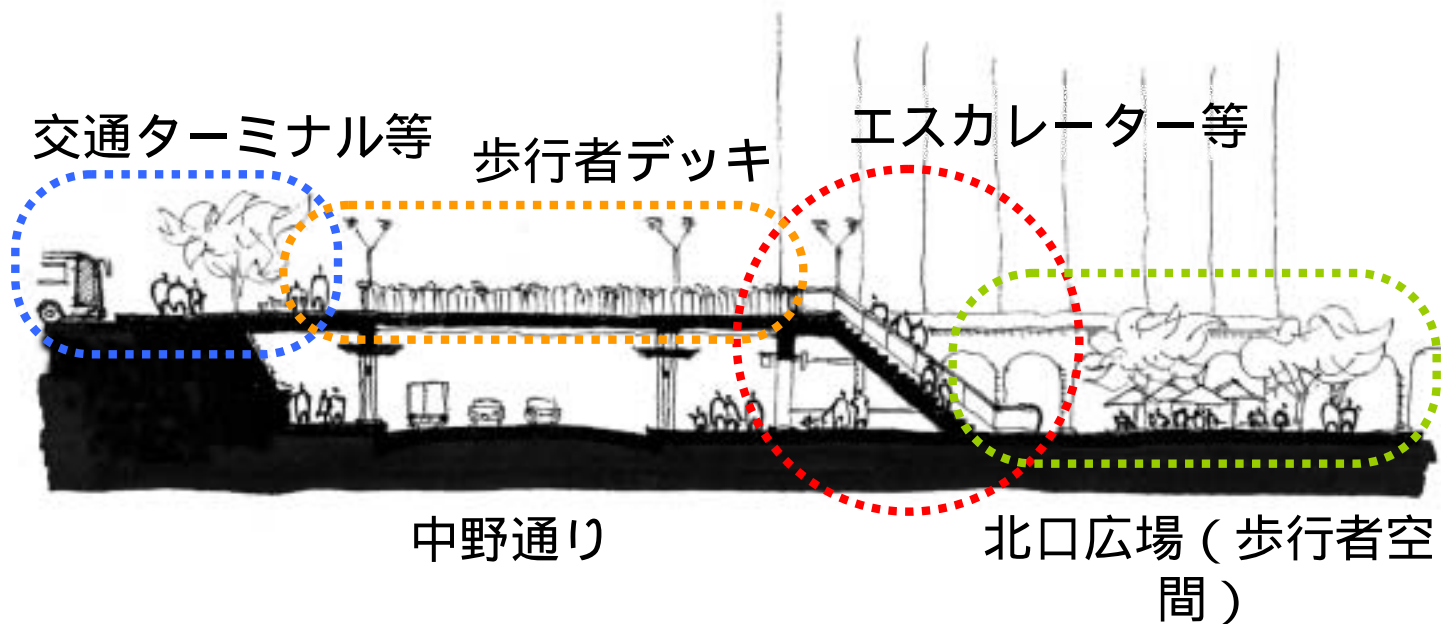 交通ターミナル等
歩行者デッキ
エスカレーター等
中野通り
北口広場（歩行者空
間）